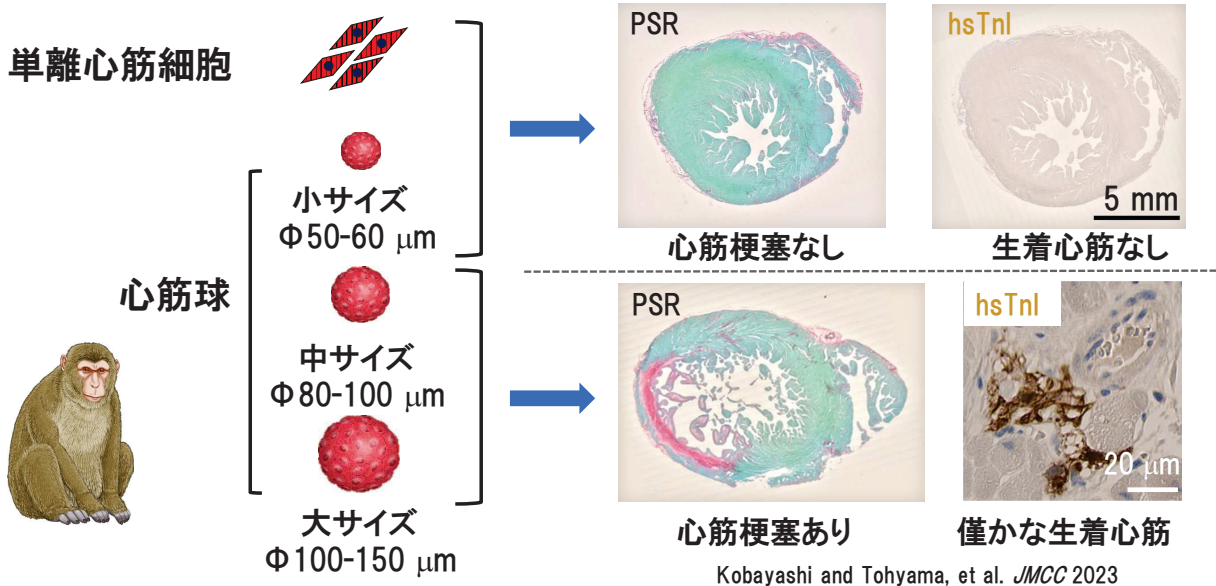 単離心筋細胞
心筋球
小サイズ
Φ50-60 μm
中サイズ
Φ80-100 μm
大サイズ
Φ100-150 μm
PSR
心筋梗塞なし
hsTnI
5 mm
生着心筋なし
PSR
心筋梗塞あり
hsTnI
20 μm
僅かな生着心筋
Kobayashi and Tohyama, et al. JMCC 2023